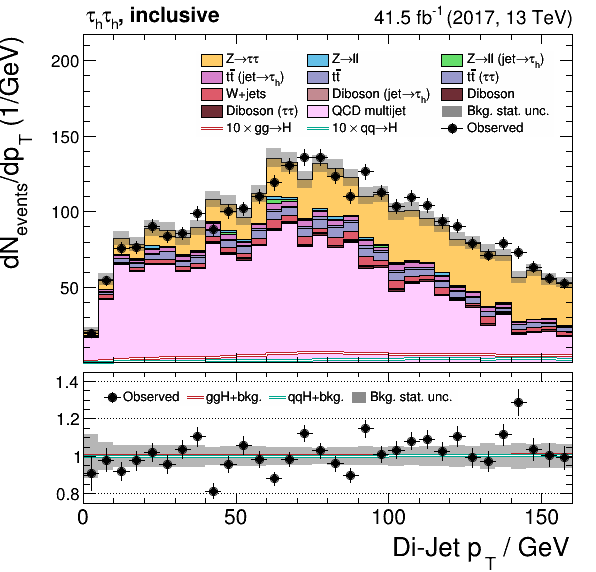 τhτh, inclusive 41.5 fb⁻¹ (2017, 13 TeV)
dNevents/dpT (1/GeV)
200
150
100
50
Z→ττ Z→ll Z→ll (jet→τh)
tt̄ (jet→τh) tt̄ tt̄ (ττ)
W+jets Diboson (jet→τh) Diboson
Diboson (ττ) QCD multijet Bkg. stat. unc.
10 × gg→H 10 × qq→H Observed
1.4
1.2
1
0.8
Observed ggH+bkg. qqH+bkg. Bkg. stat. unc.
0 50 100 150
Di-Jet pT / GeV